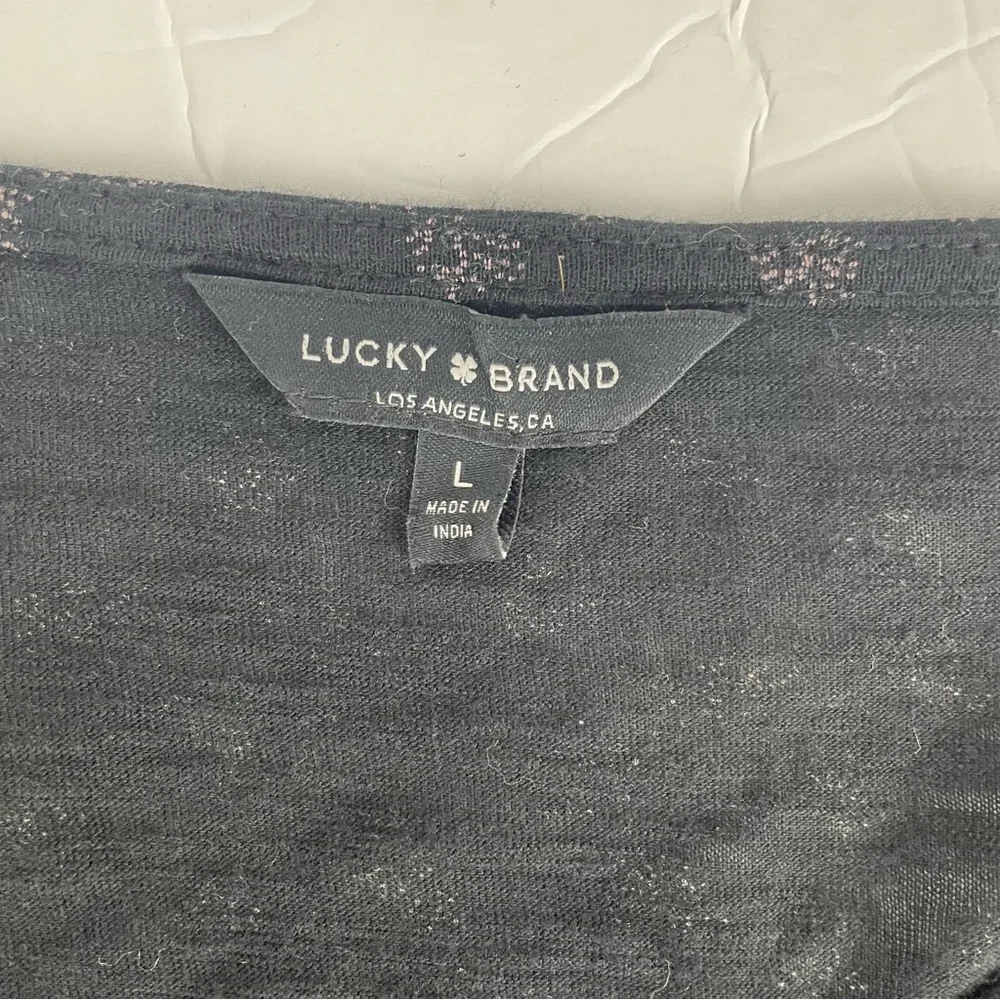 LUCKY BRAND
LOS ANGELES, CA
L
MADE IN
INDIA